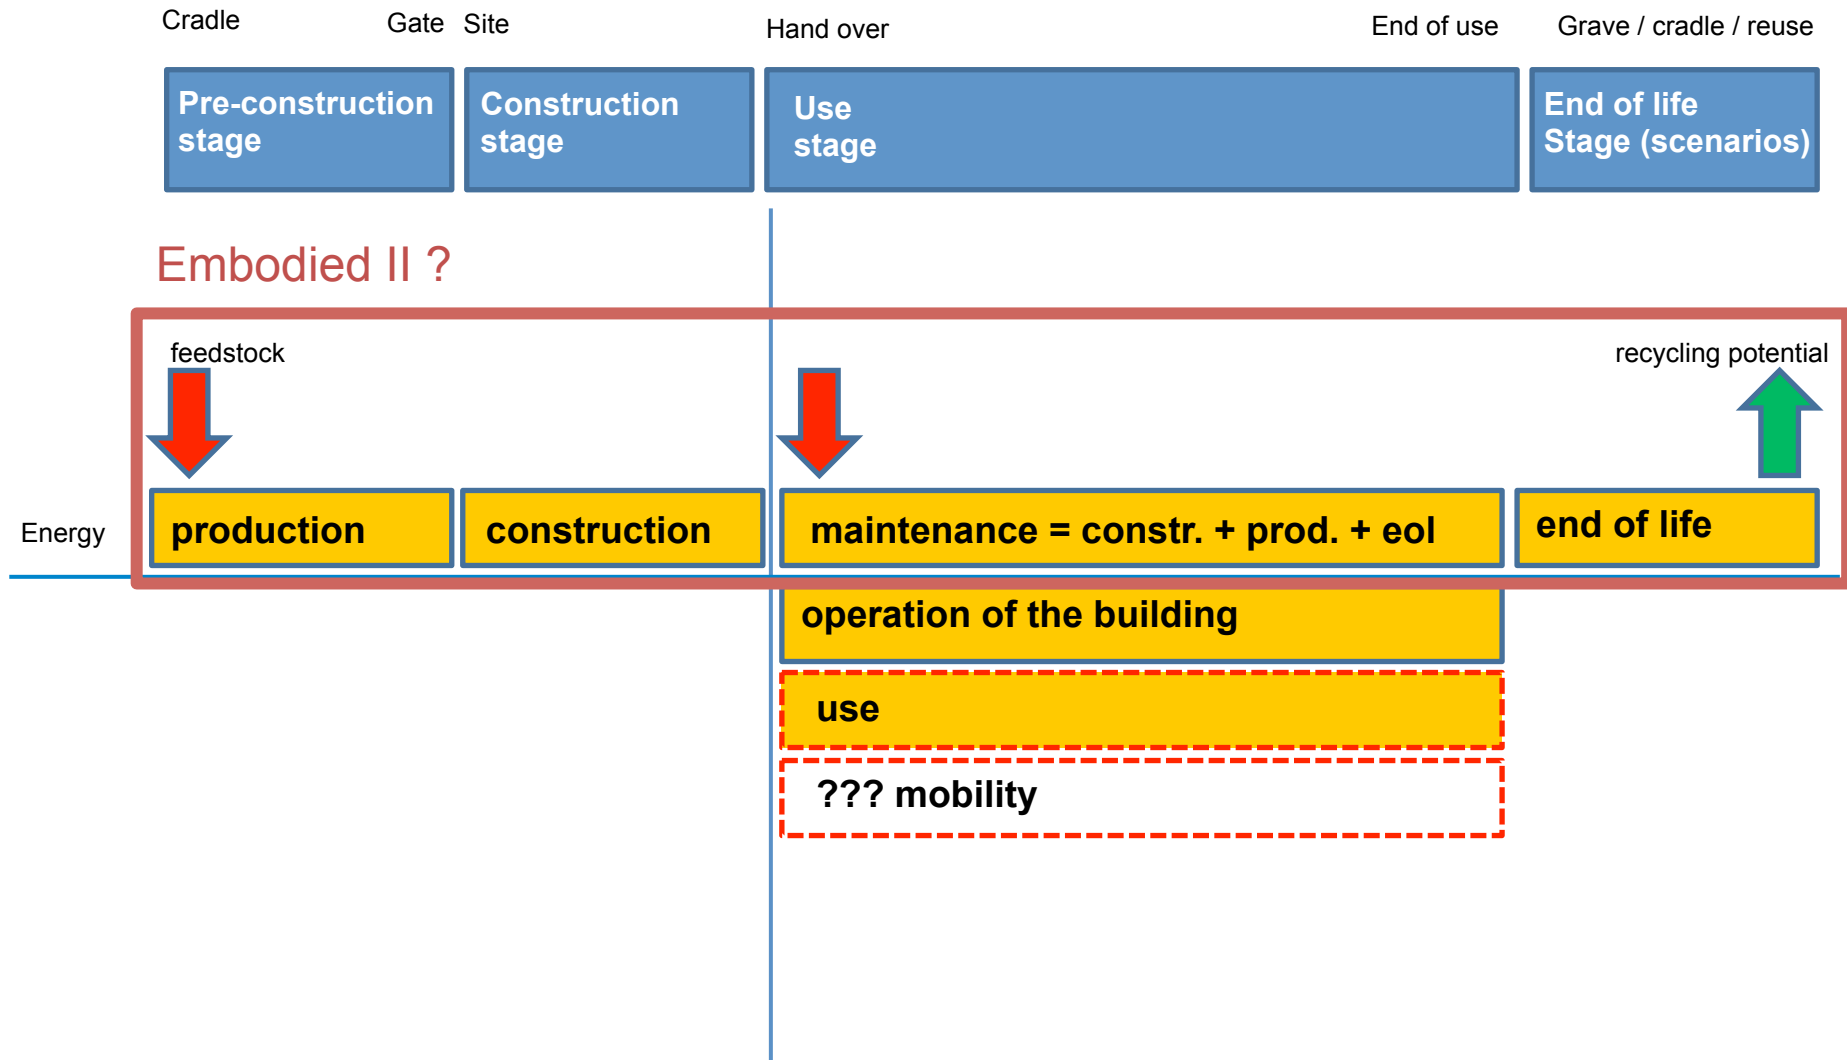 Cradle
Gate
Site
Hand over
End of use
Grave / cradle / reuse
Pre-construction
stage
Construction
stage
Use
stage
End of life
Stage (scenarios)
Embodied II ?
feedstock
recycling potential
Energy
production
construction
maintenance = constr. + prod. + eol
end of life
operation of the building
use
??? mobility